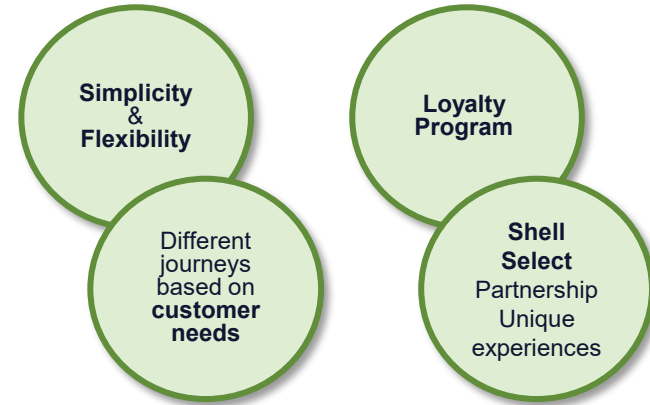 Simplicity
&
Flexibility
Different
journeys
based on
customer
needs
Loyalty
Program
Shell
Select
Partnership
Unique
experiences